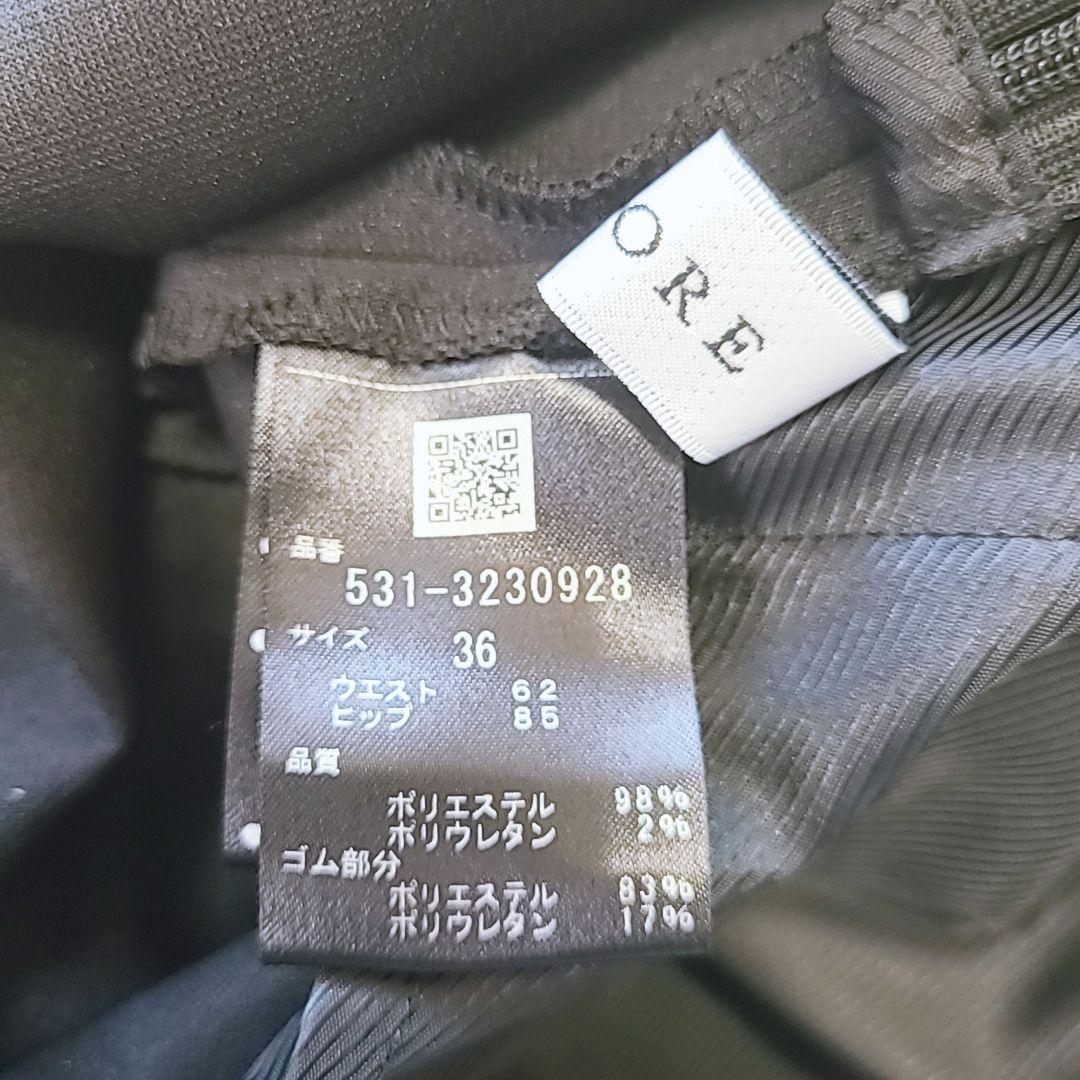 ORE
品番
531-3230928
サイズ 36
ウエスト 62
ヒップ 85
品質
ポリエステル 98%
ポリウレタン 2%
ゴム部分
ポリエステル 83%
ポリウレタン 17%